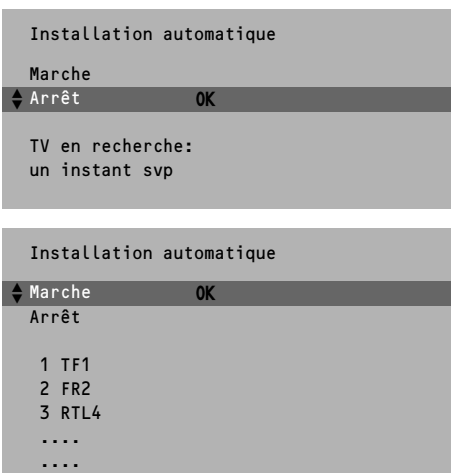 Installation automatique
Marche
Arrêt OK
TV en recherche:
un instant svp
Installation automatique
Marche OK
Arrêt
1 TF1
2 FR2
3 RTL4
....
....